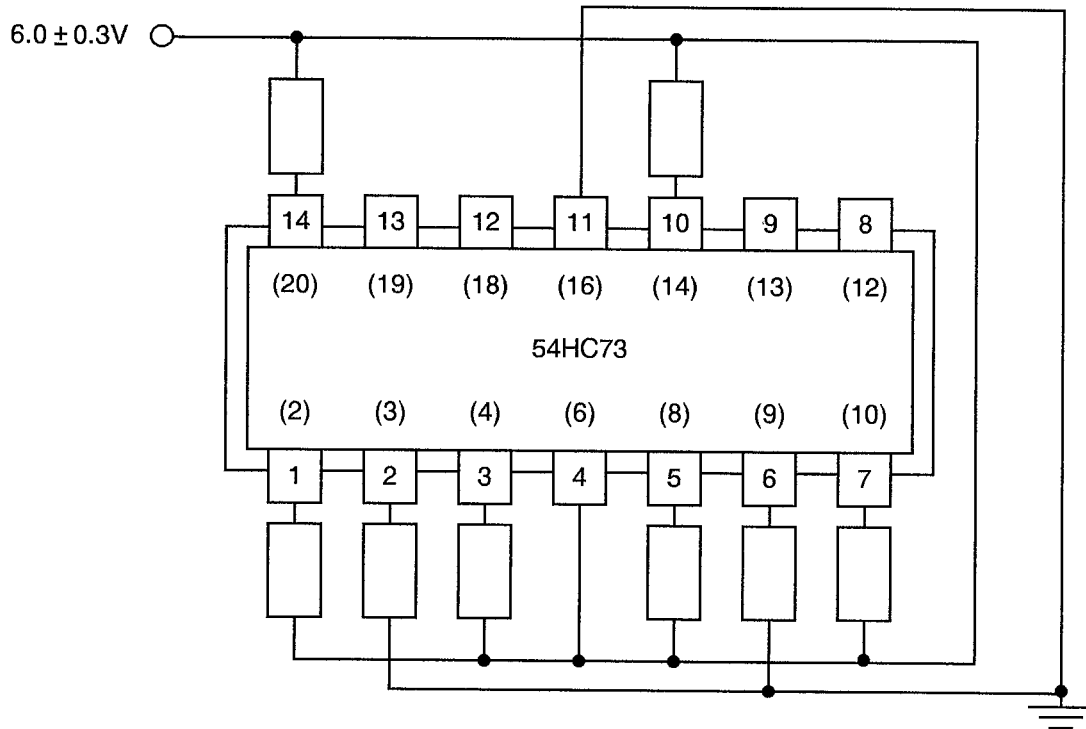 6.0 ± 0.3V
14 13 12 11 10 9 8
(20) (19) (18) (16) (14) (13) (12)
54HC73
(2) (3) (4) (6) (8) (9) (10)
1 2 3 4 5 6 7